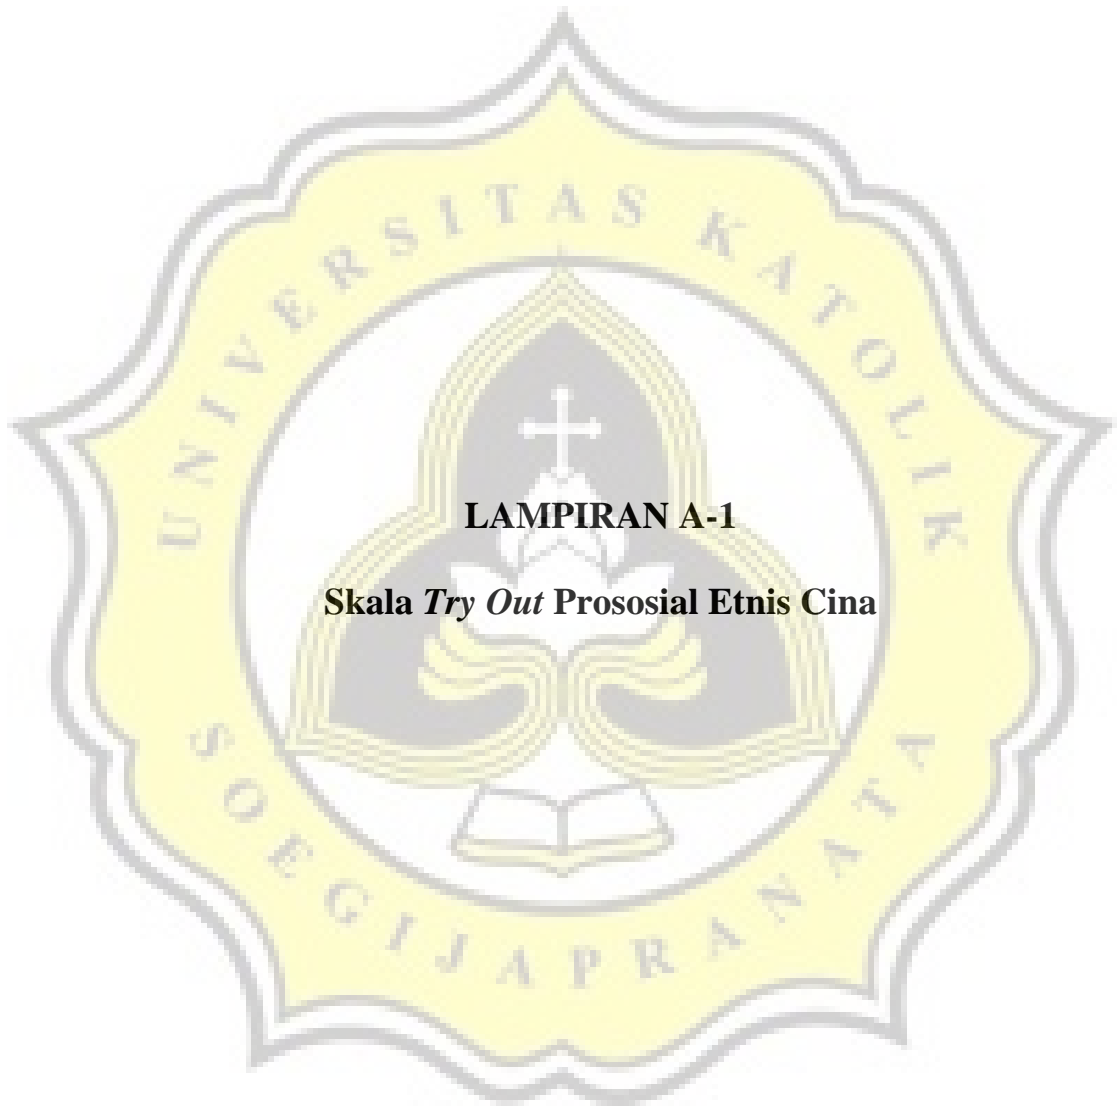 UNIVERSITAS KATOLIK
LAMPIRAN A-1
Skala Try Out Prososial Etnis Cina
SOEGIJAPRANATA